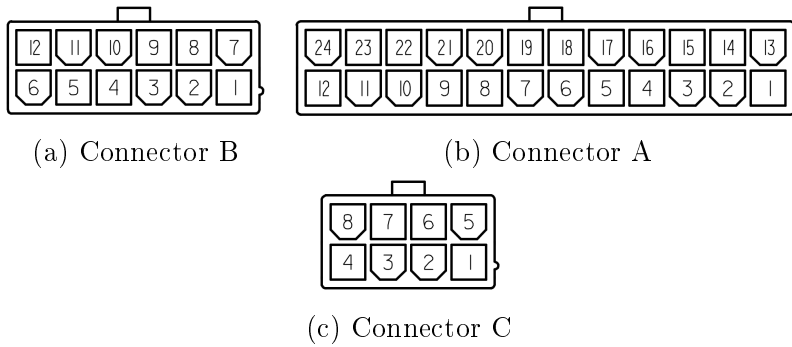 12 11 10 9 8 7
6 5 4 3 2 1
(a) Connector B
24 23 22 21 20 19 18 17 16 15 14 13
12 11 10 9 8 7 6 5 4 3 2 1
(b) Connector A
8 7 6 5
4 3 2 1
(c) Connector C